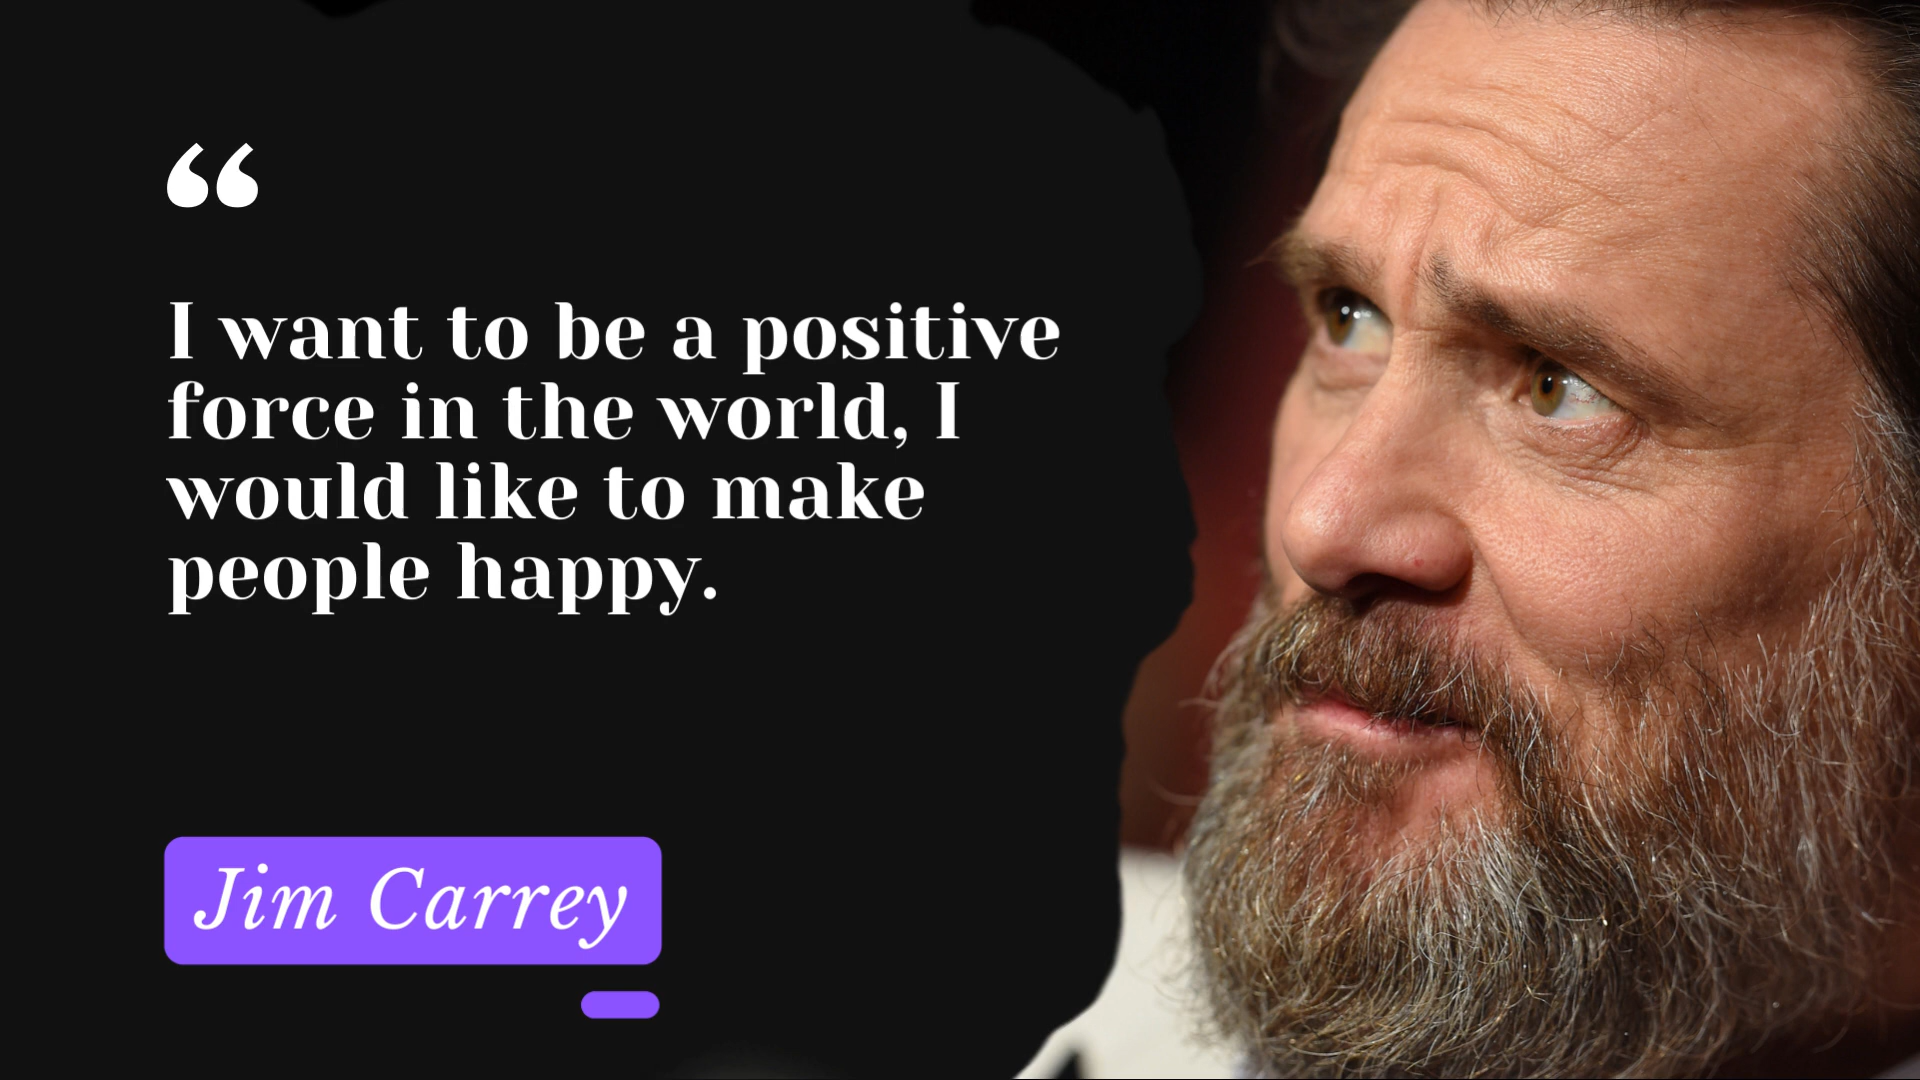 “
I want to be a positive
force in the world, I
would like to make
people happy.
Jim Carrey